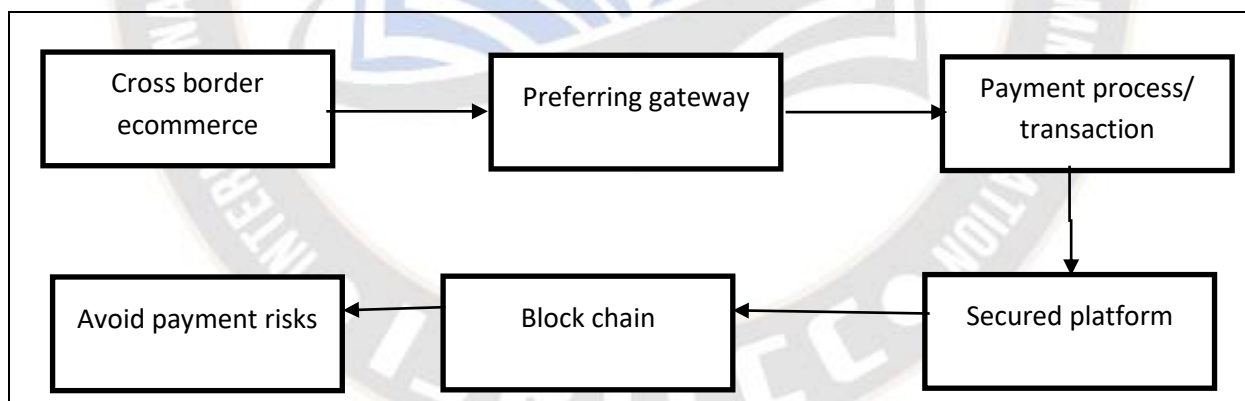 Cross border
ecommerce
Preferring gateway
Payment process/
transaction
Avoid payment risks
Block chain
Secured platform